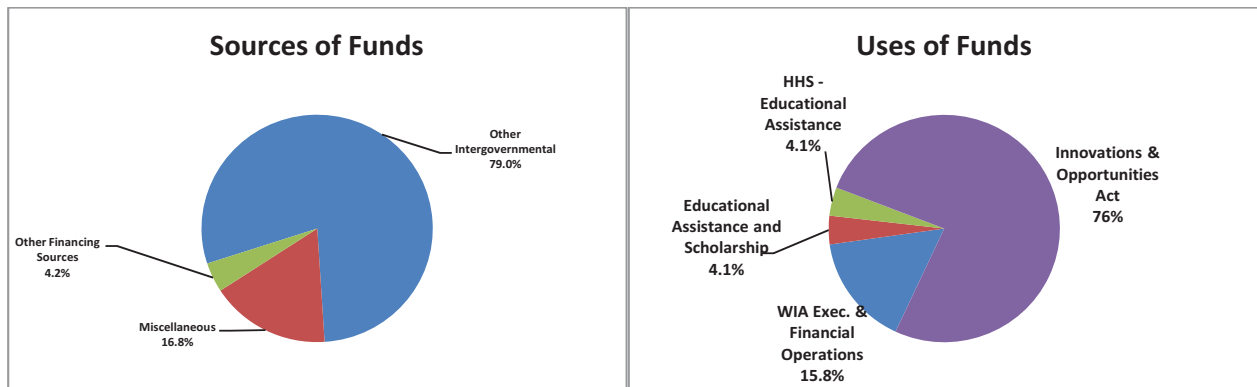 Sources of Funds
Other
Intergovernmental
79.0%
Other Financing
Sources
4.2%
Miscellaneous
16.8%
Uses of Funds
HHS -
Educational
Assistance
4.1%
Innovations &
Opportunities
Act
76%
Educational
Assistance and
Scholarship
4.1%
WIA Exec. &
Financial
Operations
15.8%